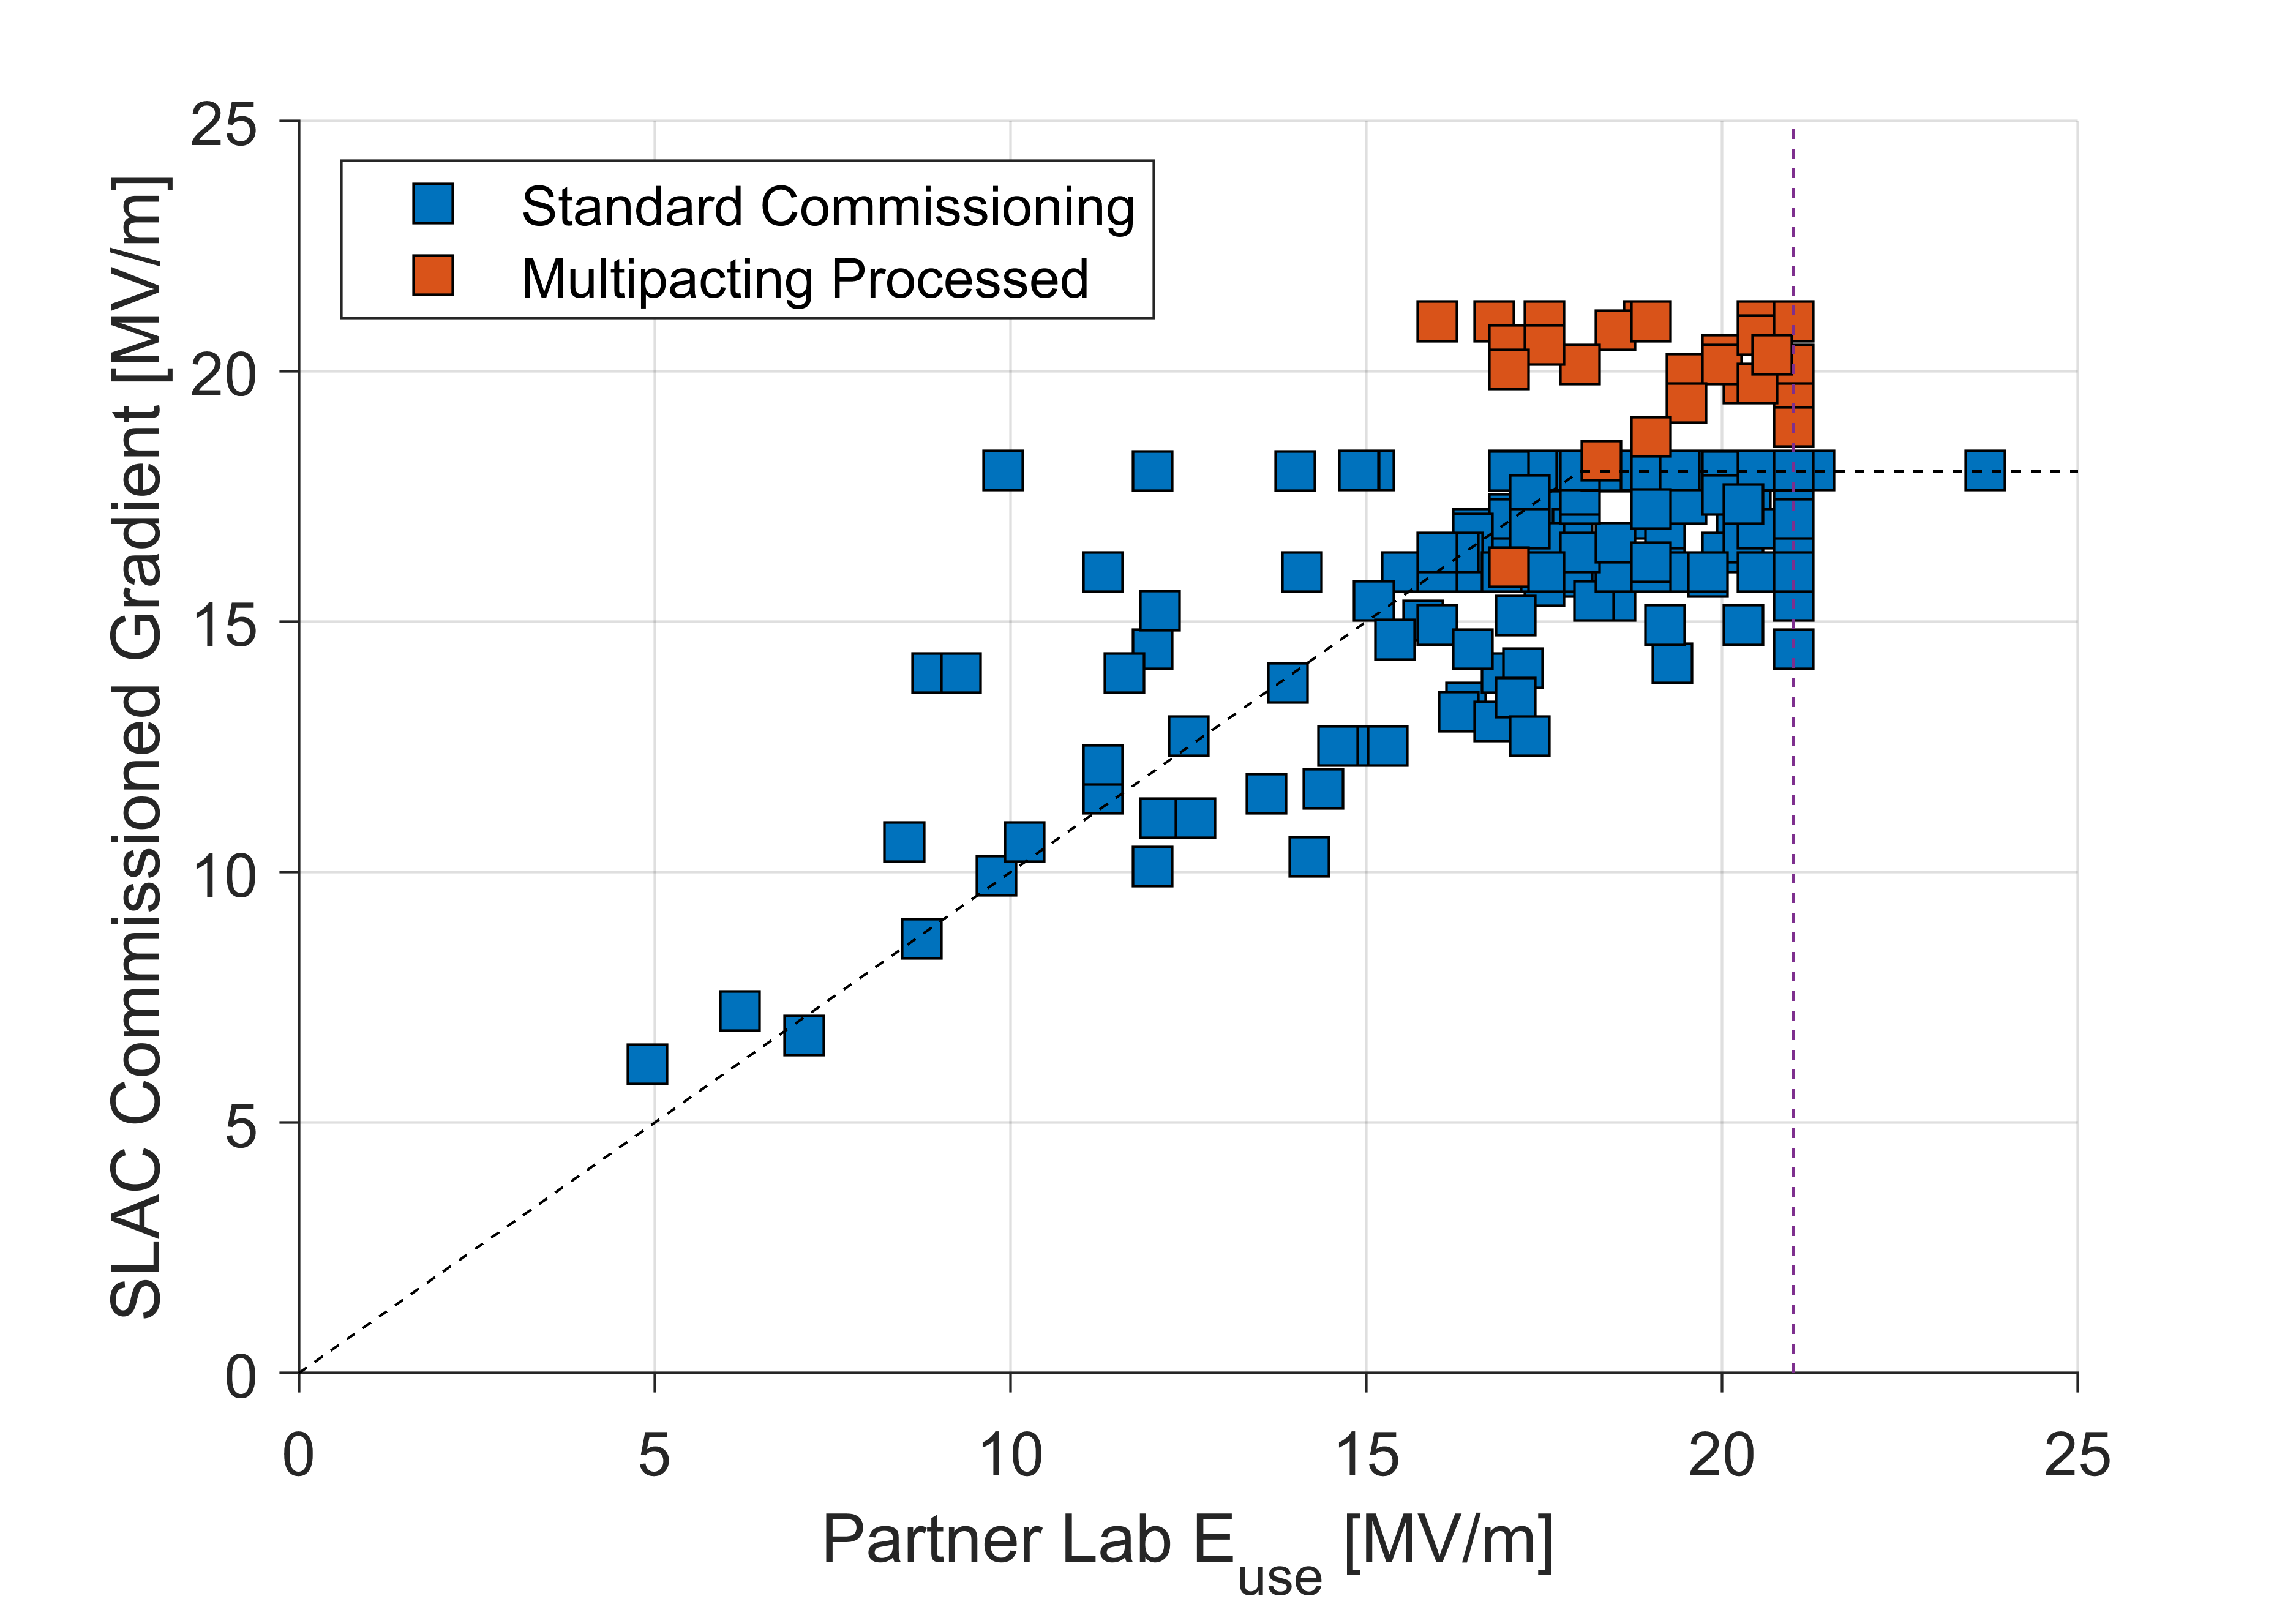 25
20
15
10
5
0
SLAC Commissioned Gradient [MV/m]
Standard Commissioning
Multipacting Processed
0 5 10 15 20 25
Partner Lab E_use [MV/m]